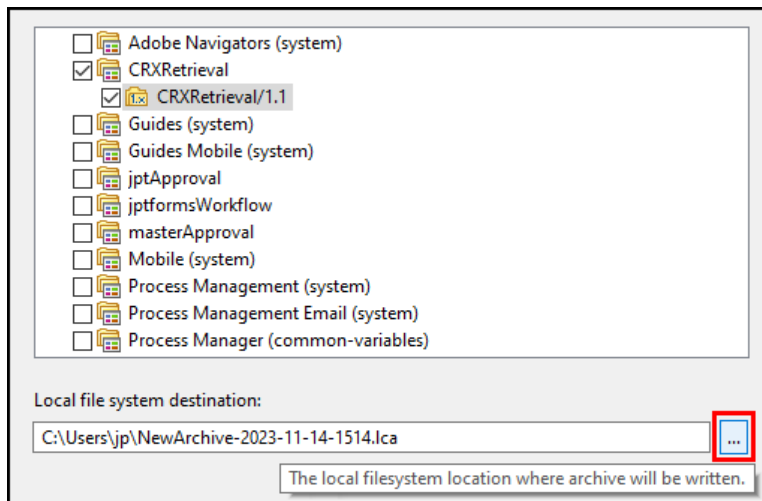 Adobe Navigators (system)
CRXRetrieval
1.x CRXRetrieval/1.1
Guides (system)
Guides Mobile (system)
jptApproval
jptformsWorkflow
masterApproval
Mobile (system)
Process Management (system)
Process Management Email (system)
Process Manager (common-variables)
Local file system destination:
C:\Users\jp\NewArchive-2023-11-14-1514.lca ...
The local filesystem location where archive will be written.